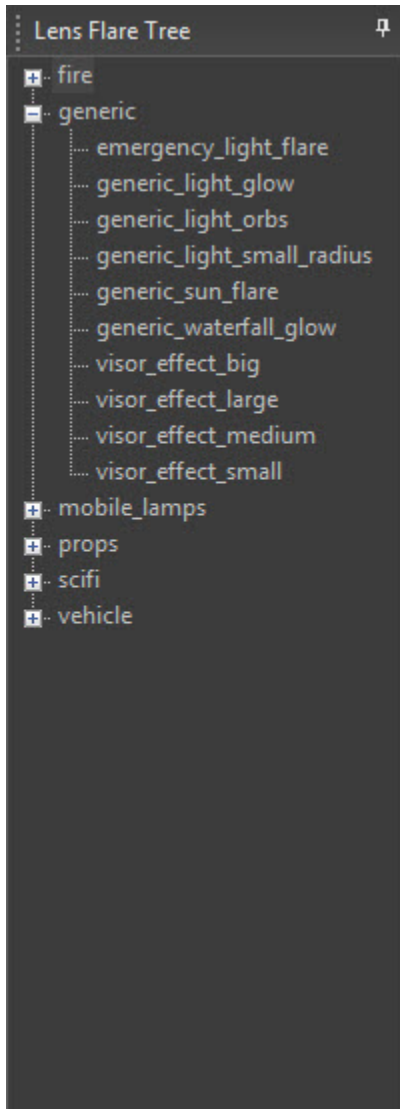 Lens Flare Tree
fire
generic
emergency_light_flare
generic_light_glow
generic_light_orbs
generic_light_small_radius
generic_sun_flare
generic_waterfall_glow
visor_effect_big
visor_effect_large
visor_effect_medium
visor_effect_small
mobile_lamps
props
scifi
vehicle